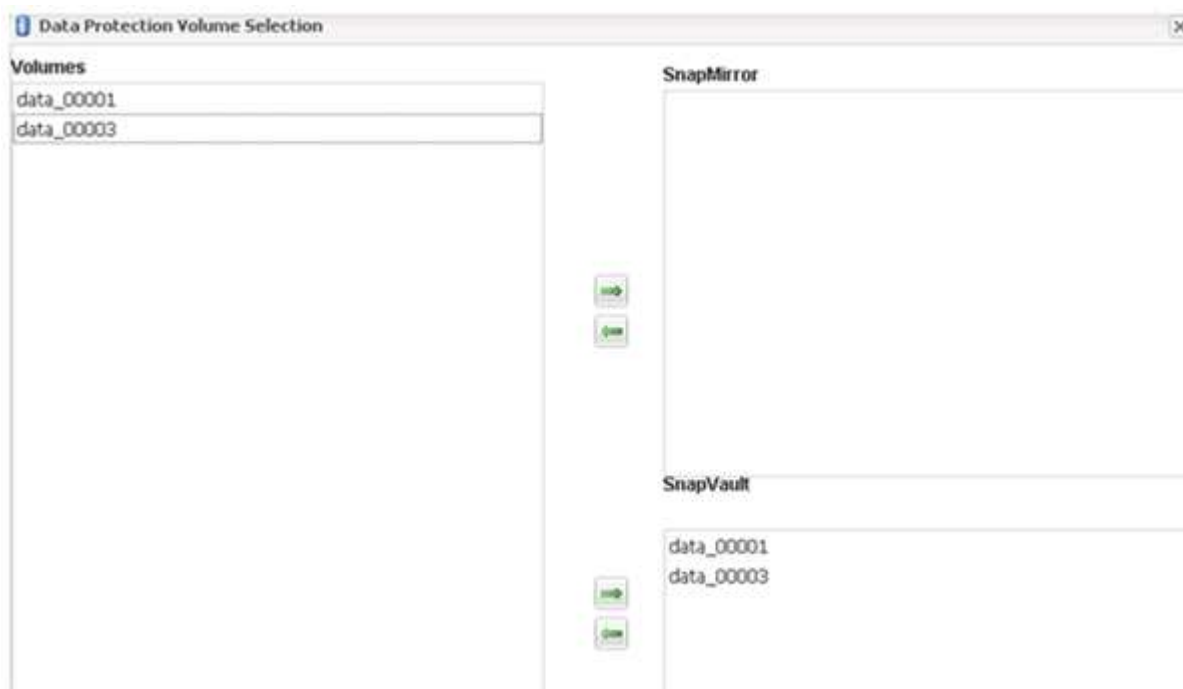 Data Protection Volume Selection
Volumes
data_00001
data_00003
SnapMirror
SnapVault
data_00001
data_00003